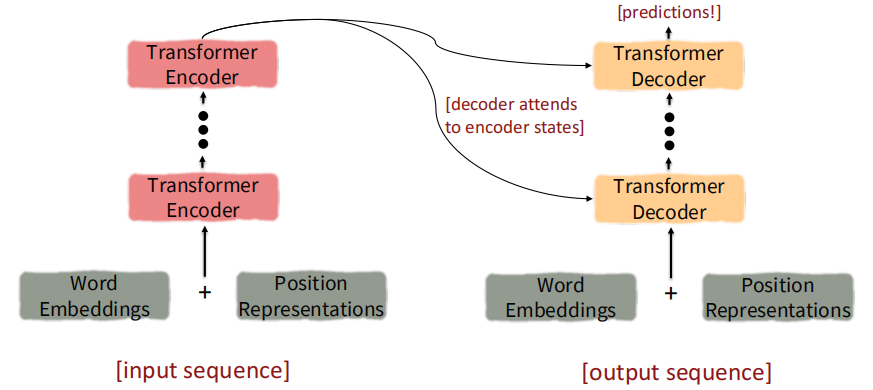 [predictions!]
Transformer
Encoder
Transformer
Decoder
[decoder attends
to encoder states]
Transformer
Encoder
Transformer
Decoder
Word
Embeddings
+
Position
Representations
Word
Embeddings
+
Position
Representations
[input sequence]
[output sequence]